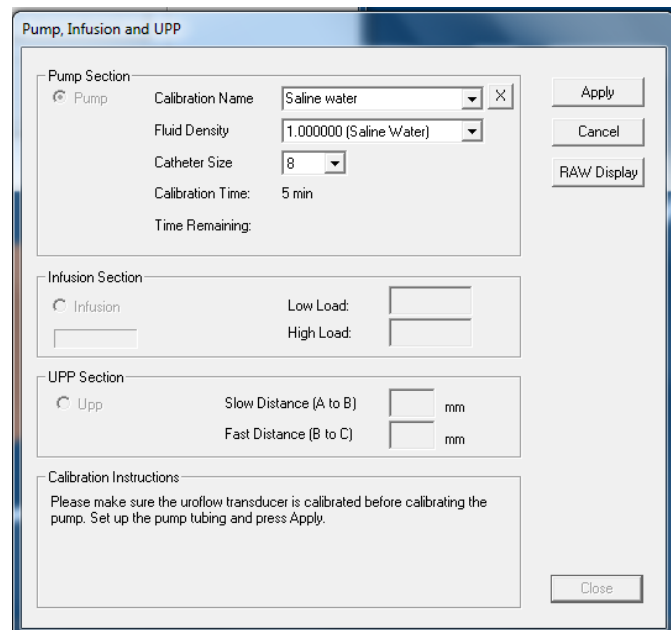 Pump, Infusion and UPP
Pump Section
Pump
Calibration Name
Saline water
X
Apply
Fluid Density
1.000000 (Saline Water)
Cancel
Catheter Size
8
RAW Display
Calibration Time:
5 min
Time Remaining:
Infusion Section
Infusion
Low Load:
High Load:
UPP Section
Upp
Slow Distance (A to B)
mm
Fast Distance (B to C)
mm
Calibration Instructions
Please make sure the uroflow transducer is calibrated before calibrating the
pump. Set up the pump tubing and press Apply.
Close